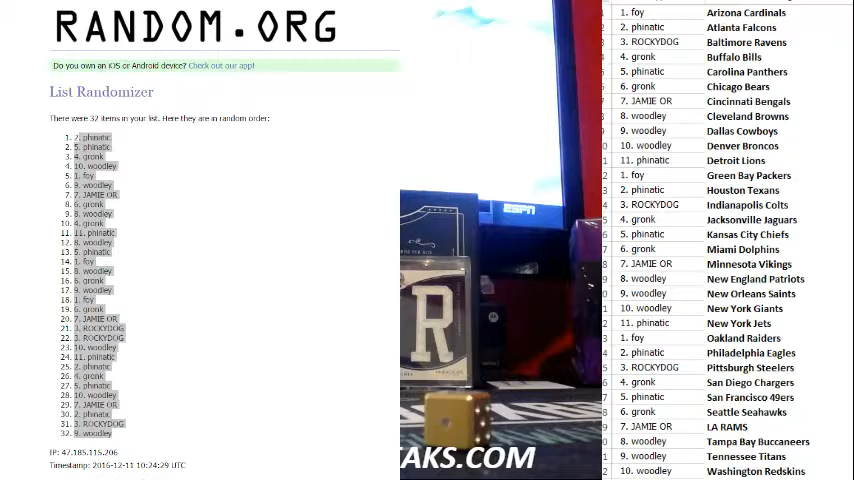 RANDOM.ORG
Do you own an iOS or Android device? Check out our app!
List Randomizer
There were 32 items in your list. Here they are in random order:
1. 2. phinatic
2. 5. phinatic
3. 4. gronk
4. 10. woodley
5. 1. foy
6. 9. woodley
7. 7. JAMIE OR
8. 6. gronk
9. 8. woodley
10. 4. gronk
11. 11. phinatic
12. 8. woodley
13. 5. phinatic
14. 1. foy
15. 8. woodley
16. 6. gronk
17. 9. woodley
18. 1. foy
19. 6. gronk
20. 7. JAMIE OR
21. 3. ROCKYDOG
22. 3. ROCKYDOG
23. 10. woodley
24. 11. phinatic
25. 2. phinatic
26. 4. gronk
27. 5. phinatic
28. 10. woodley
29. 7. JAMIE OR
30. 2. phinatic
31. 3. ROCKYDOG
32. 9. woodley
IP: 47.185.115.206
Timestamp: 2016-12-11 10:24:29 UTC
ESPN
R
AKS.COM
1. foy Arizona Cardinals
2. phinatic Atlanta Falcons
3. ROCKYDOG Baltimore Ravens
4. gronk Buffalo Bills
5. phinatic Carolina Panthers
6. gronk Chicago Bears
7. JAMIE OR Cincinnati Bengals
8. woodley Cleveland Browns
9. woodley Dallas Cowboys
10. woodley Denver Broncos
11. phinatic Detroit Lions
1. foy Green Bay Packers
2. phinatic Houston Texans
3. ROCKYDOG Indianapolis Colts
4. gronk Jacksonville Jaguars
5. phinatic Kansas City Chiefs
6. gronk Miami Dolphins
7. JAMIE OR Minnesota Vikings
8. woodley New England Patriots
9. woodley New Orleans Saints
10. woodley New York Giants
11. phinatic New York Jets
1. foy Oakland Raiders
2. phinatic Philadelphia Eagles
3. ROCKYDOG Pittsburgh Steelers
4. gronk San Diego Chargers
5. phinatic San Francisco 49ers
6. gronk Seattle Seahawks
7. JAMIE OR LA RAMS
8. woodley Tampa Bay Buccaneers
9. woodley Tennessee Titans
10. woodley Washington Redskins